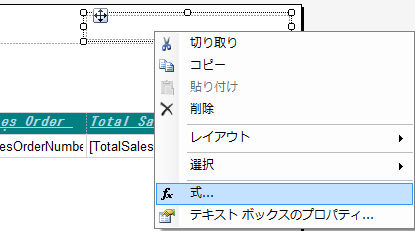 切り取り
コピー
貼り付け
削除
es Order Total Sa
レイアウト
esOrderNumbe [TotalSales
選択
fx 式...
テキスト ボックスのプロパティ...